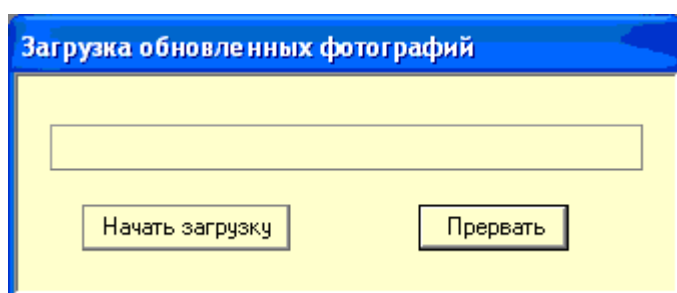 Загрузка обновленных фотографий
Начать загрузку
Прервать